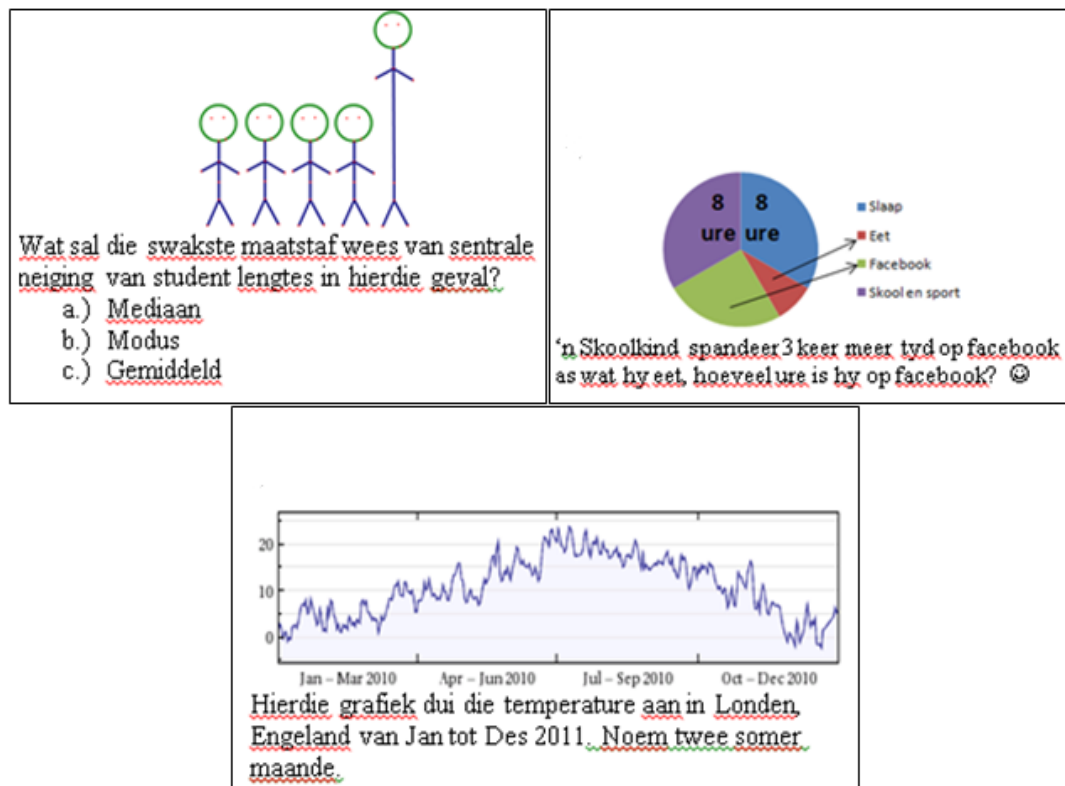 Wat sal die swakste maatstaf wees van sentrale
neiging van student lengtes in hierdie geval?
a.) Mediaan
b.) Modus
c.) Gemiddeld
8 8
ure ure
Slaap
Eet
Facebook
Skool en sport
‘n Skoolkind spandeer 3 keer meer tyd op facebook
as wat hy eet, hoeveel ure is hy op facebook? ☺
20
10
0
Jan – Mar 2010 Apr – Jun 2010 Jul – Sep 2010 Oct – Dec 2010
Hierdie grafiek dui die temperature aan in Londen,
Engeland van Jan tot Des 2011. Noem twee somer
maande.